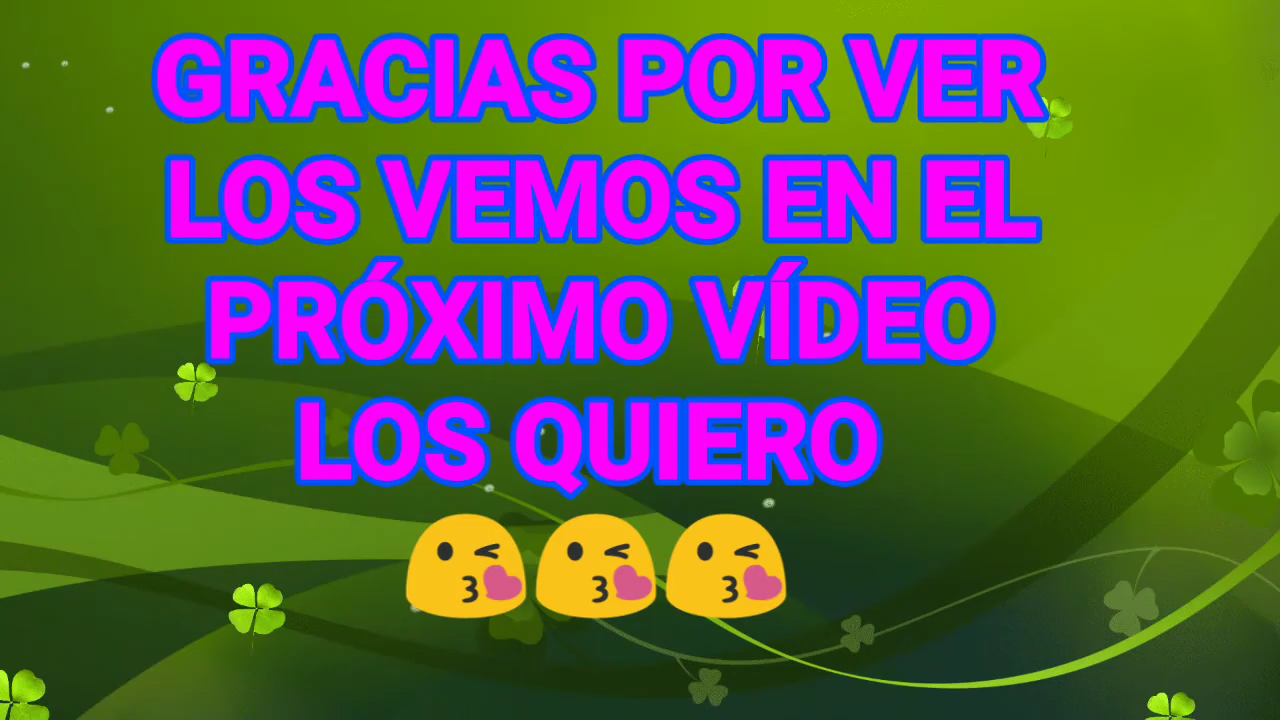 GRACIAS POR VER
LOS VEMOS EN EL
PRÓXIMO VÍDEO
LOS QUIERO
😘😘😘